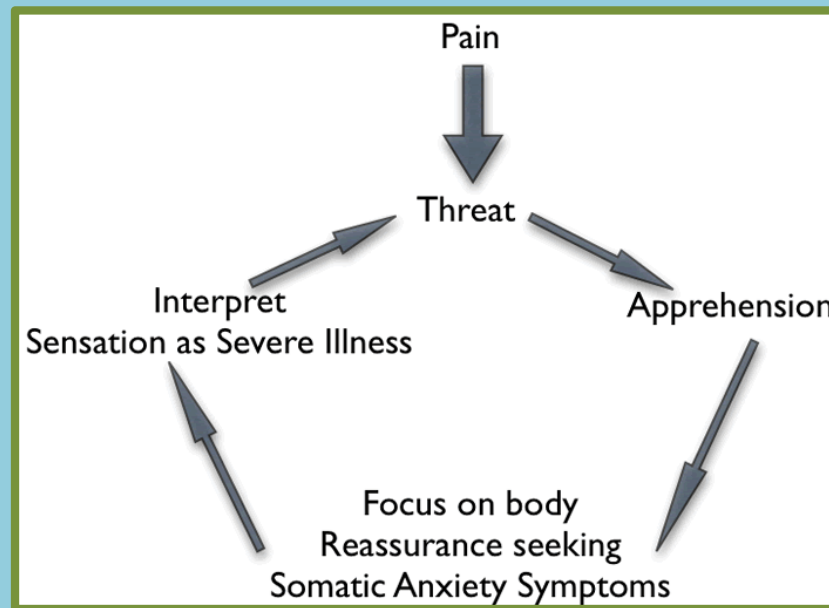 Pain
Threat
Apprehension
Focus on body
Reassurance seeking
Somatic Anxiety Symptoms
Interpret
Sensation as Severe Illness